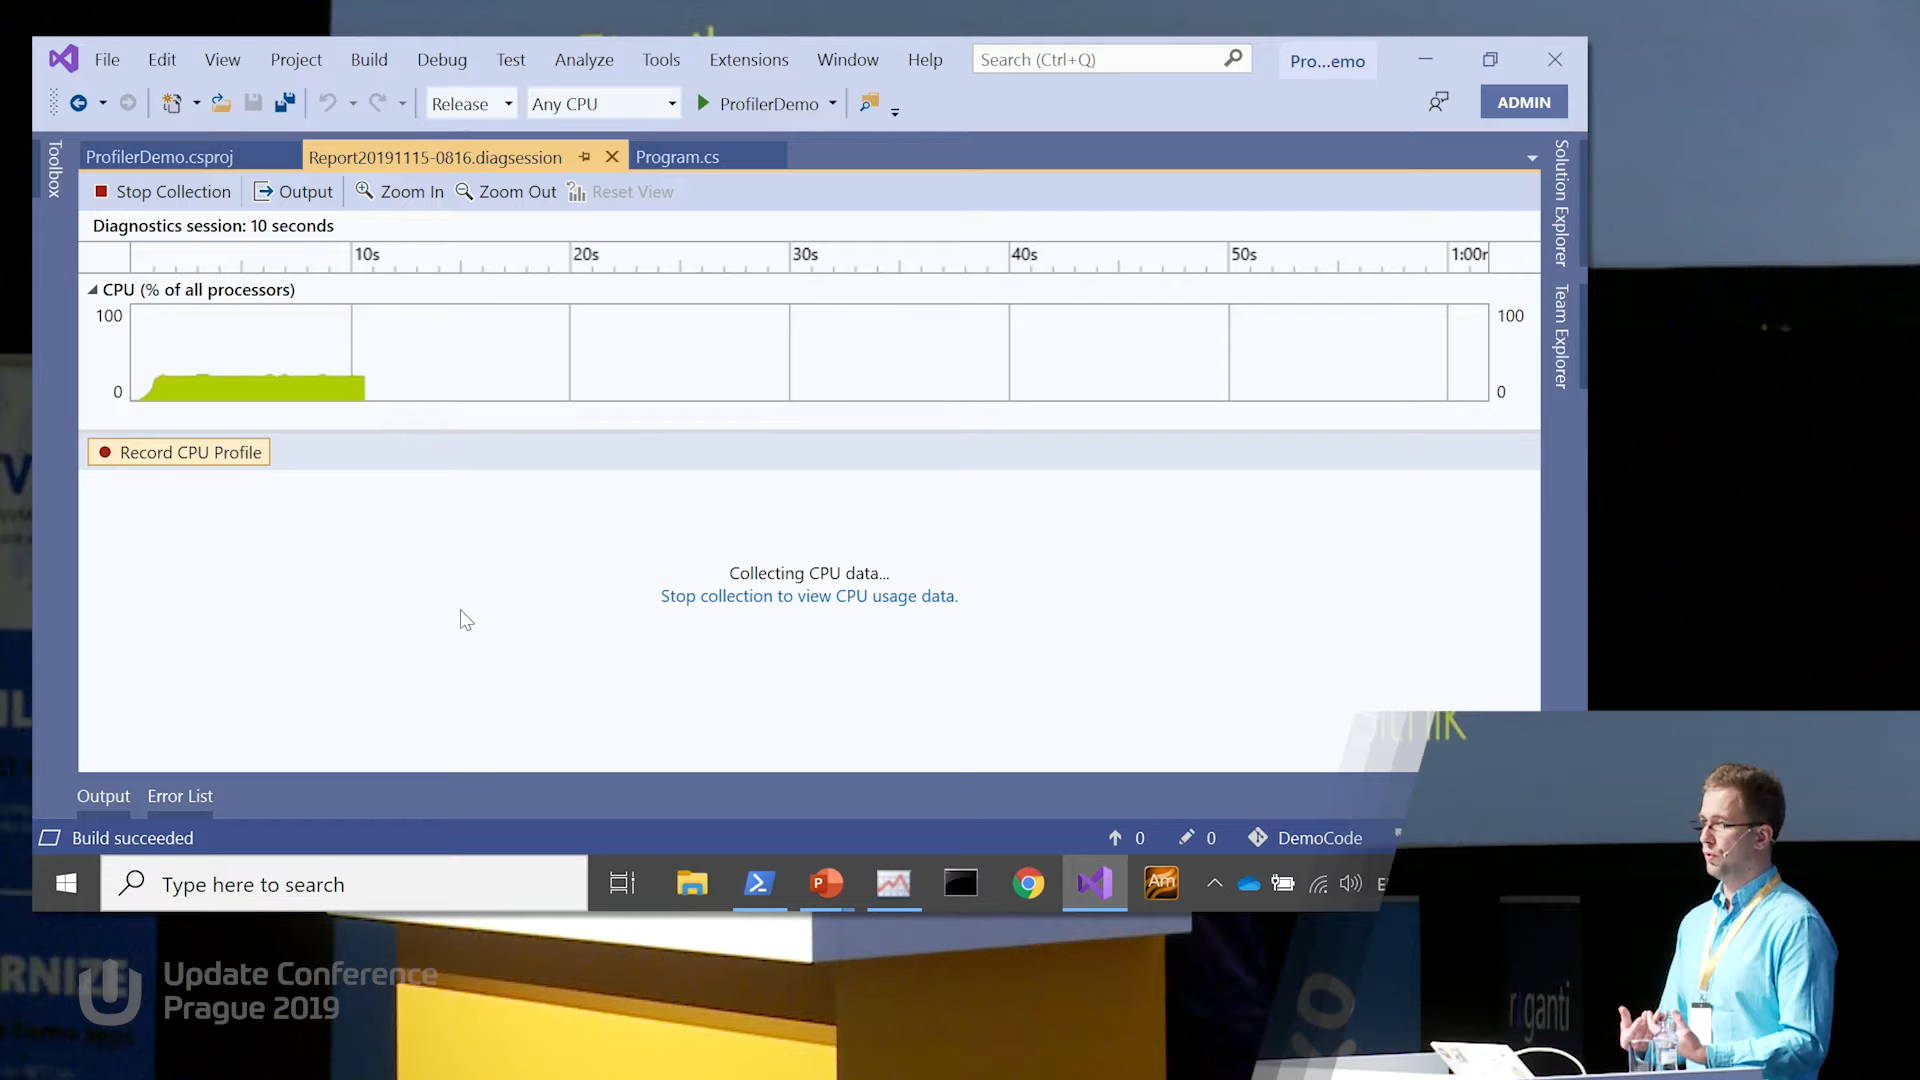 File Edit View Project Build Debug Test Analyze Tools Extensions Window Help Search (Ctrl+Q) Pro...emo
Release Any CPU ProfilerDemo ADMIN
Toolbox
ProfilerDemo.csproj Report20191115-0816.diagsession Program.cs
Stop Collection Output Zoom In Zoom Out Reset View
Diagnostics session: 10 seconds
10s 20s 30s 40s 50s 1:00
CPU (% of all processors)
100 100
0 0
Record CPU Profile
Collecting CPU data...
Stop collection to view CPU usage data.
Solution Explorer
Team Explorer
Output Error List
Build succeeded 0 0 DemoCode
Type here to search
Am
Update Conference
Prague 2019
riganti